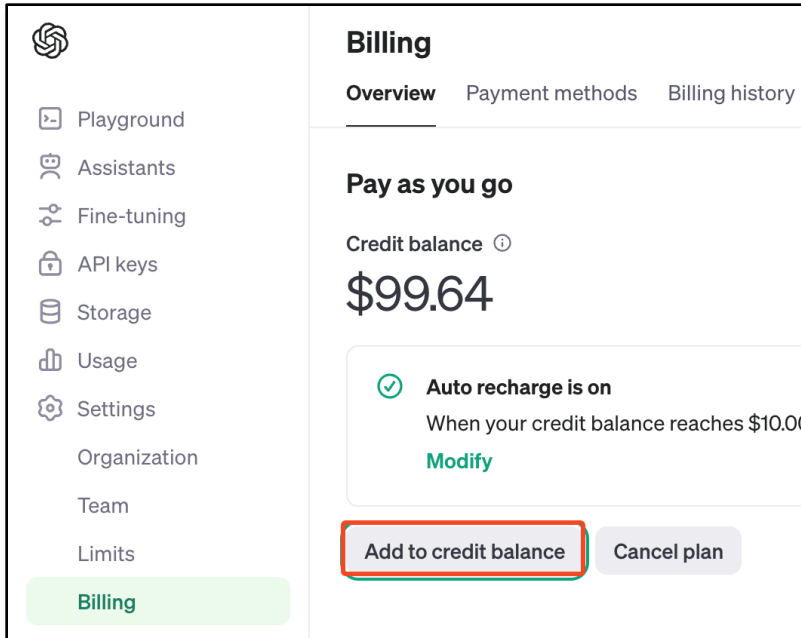 Playground
Assistants
Fine-tuning
API keys
Storage
Usage
Settings
Organization
Team
Limits
Billing
Billing
Overview Payment methods Billing history
Pay as you go
Credit balance
$99.64
Auto recharge is on
When your credit balance reaches $10.00
Modify
Add to credit balance Cancel plan